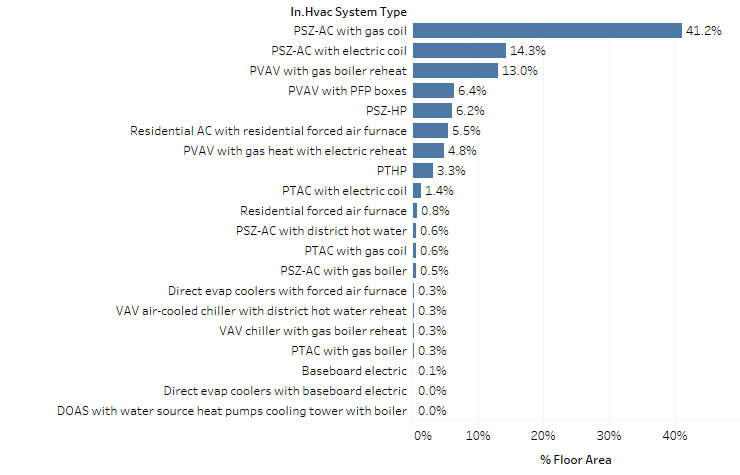 In.Hvac System Type
PSZ-AC with gas coil 41.2%
PSZ-AC with electric coil 14.3%
PVAV with gas boiler reheat 13.0%
PVAV with PFP boxes 6.4%
PSZ-HP 6.2%
Residential AC with residential forced air furnace 5.5%
PVAV with gas heat with electric reheat 4.8%
PTHP 3.3%
PTAC with electric coil 1.4%
Residential forced air furnace 0.8%
PSZ-AC with district hot water 0.6%
PTAC with gas coil 0.6%
PSZ-AC with gas boiler 0.5%
Direct evap coolers with forced air furnace 0.3%
VAV air-cooled chiller with district hot water reheat 0.3%
VAV chiller with gas boiler reheat 0.3%
PTAC with gas boiler 0.3%
Baseboard electric 0.1%
Direct evap coolers with baseboard electric 0.0%
DOAS with water source heat pumps cooling tower with boiler 0.0%
0% 10% 20% 30% 40%
% Floor Area